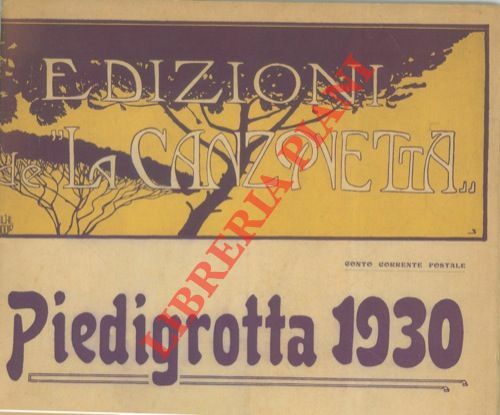 EDIZIONI
de "LA CANZONETTA"
CONTO CORRENTE POSTALE
Piedigrotta 1930
LIBRERIA PIANI